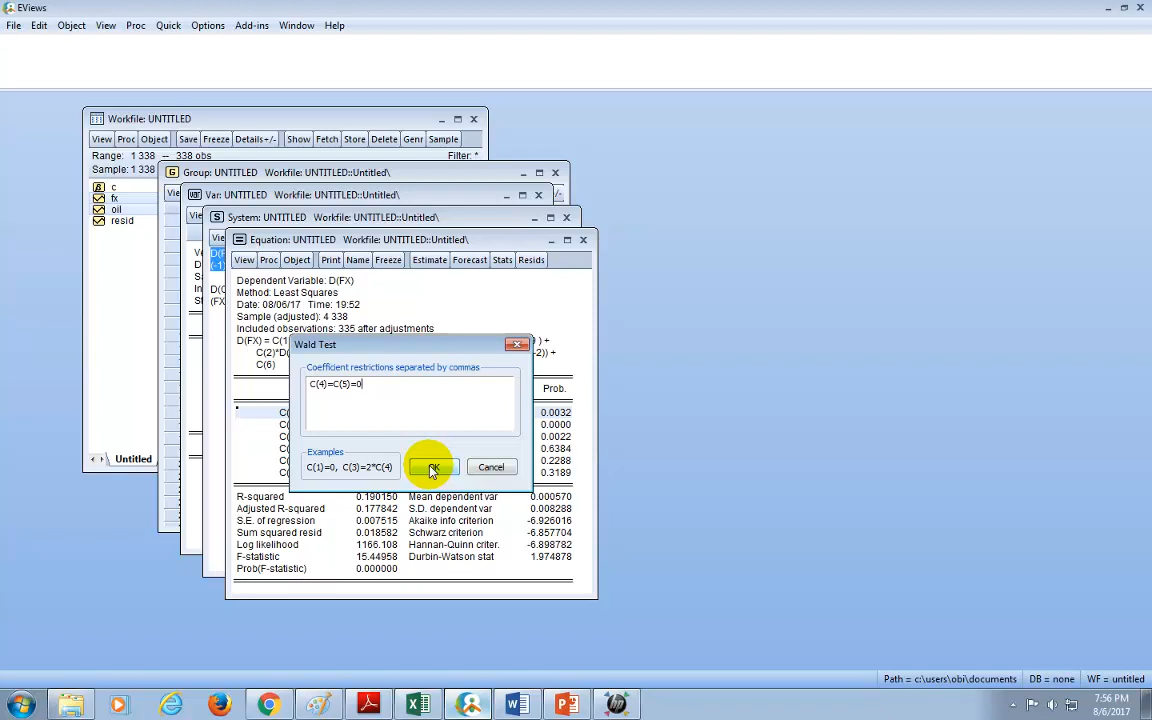 EViews
File Edit Object View Proc Quick Options Add-ins Window Help
Workfile: UNTITLED
View Proc Object Save Freeze Details+/- Show Fetch Store Delete Genr Sample
Range: 1 338 -- 338 obs Filter: *
Sample: 1 338
c
fx
oil
resid
Untitled
Group: UNTITLED Workfile: UNTITLED::Untitled\
Var: UNTITLED Workfile: UNTITLED::Untitled\
System: UNTITLED Workfile: UNTITLED::Untitled\
Equation: UNTITLED Workfile: UNTITLED::Untitled\
View Proc Object Print Name Freeze Estimate Forecast Stats Resids
Dependent Variable: D(FX)
Method: Least Squares
Date: 08/06/17 Time: 19:52
Sample (adjusted): 4 338
Included observations: 335 after adjustments
D(FX) = C(1
C(2)*D(
C(6)
Prob.
0.0032
0.0000
0.0022
0.6384
0.2288
0.3189
Wald Test
Coefficient restrictions separated by commas
C(4)=C(5)=0
Examples
C(1)=0, C(3)=2*C(4)
OK Cancel
R-squared 0.190150 Mean dependent var 0.000570
Adjusted R-squared 0.177842 S.D. dependent var 0.008288
S.E. of regression 0.007515 Akaike info criterion -6.926016
Sum squared resid 0.018582 Schwarz criterion -6.857704
Log likelihood 1166.108 Hannan-Quinn criter. -6.898782
F-statistic 15.44958 Durbin-Watson stat 1.974878
Prob(F-statistic) 0.000000
Path = c:\users\obi\documents DB = none WF = untitled
7:56 PM
8/6/2017